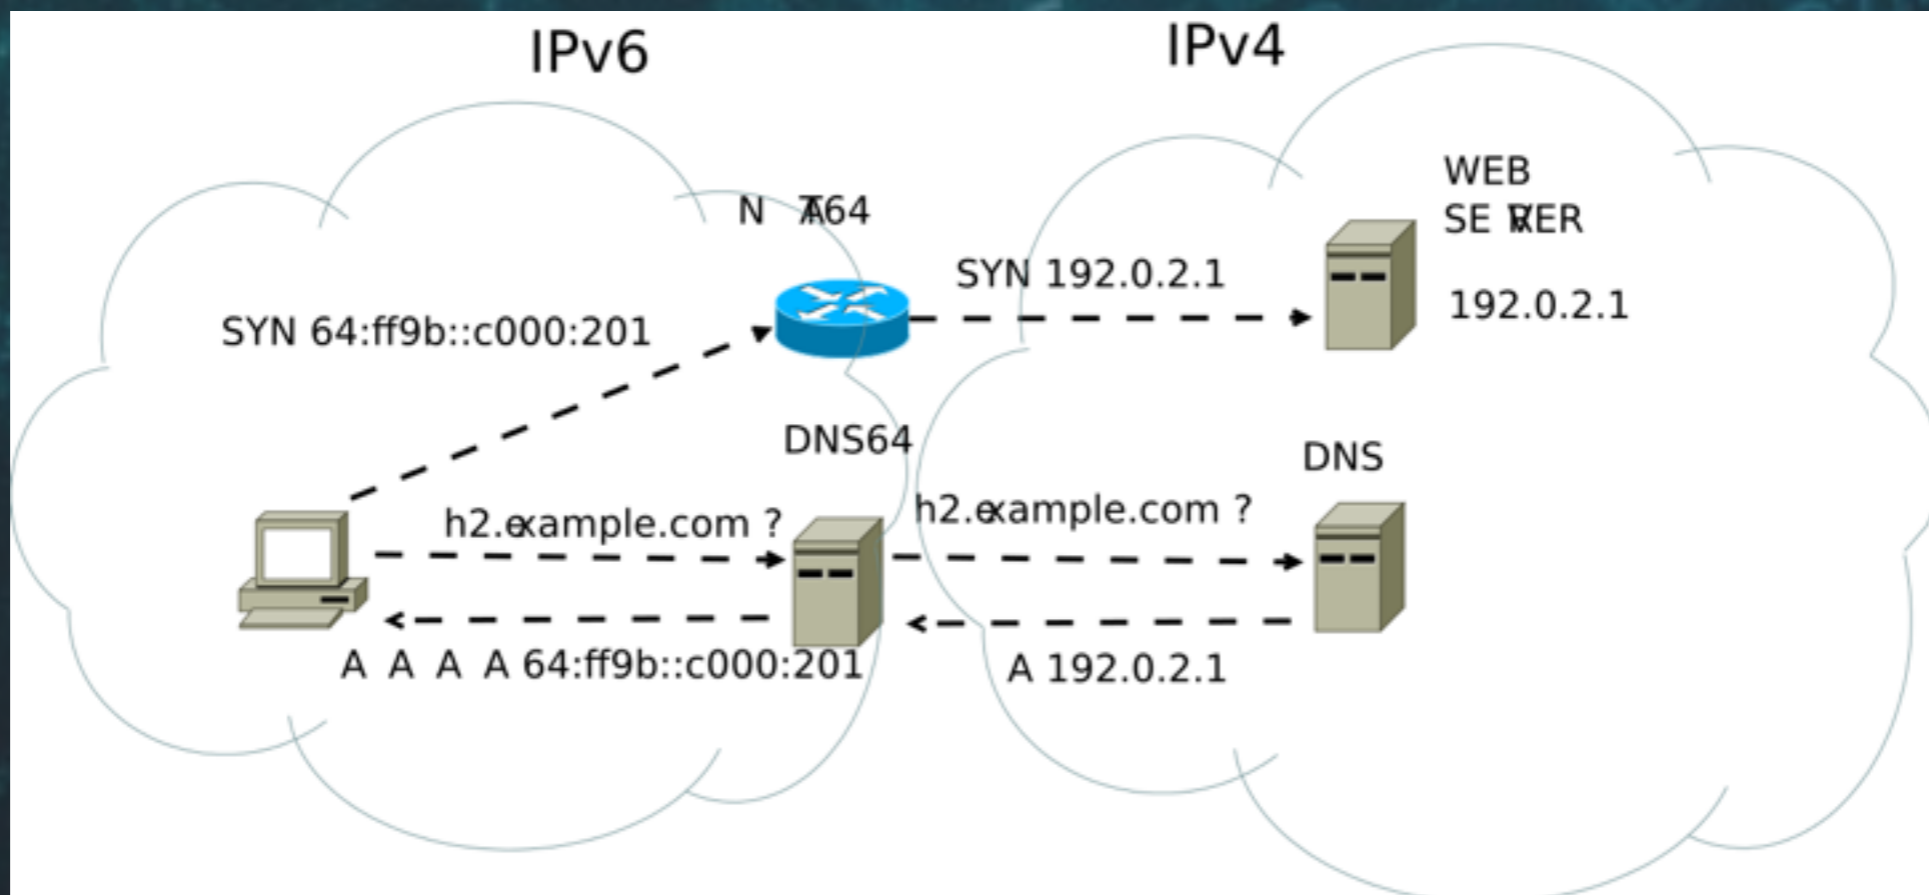 IPv6
IPv4
WEB
SERVER
NAT64
SYN 192.0.2.1
192.0.2.1
SYN 64:ff9b::c000:201
DNS64
DNS
h2.example.com ?
h2.example.com ?
A A A A 64:ff9b::c000:201
A 192.0.2.1